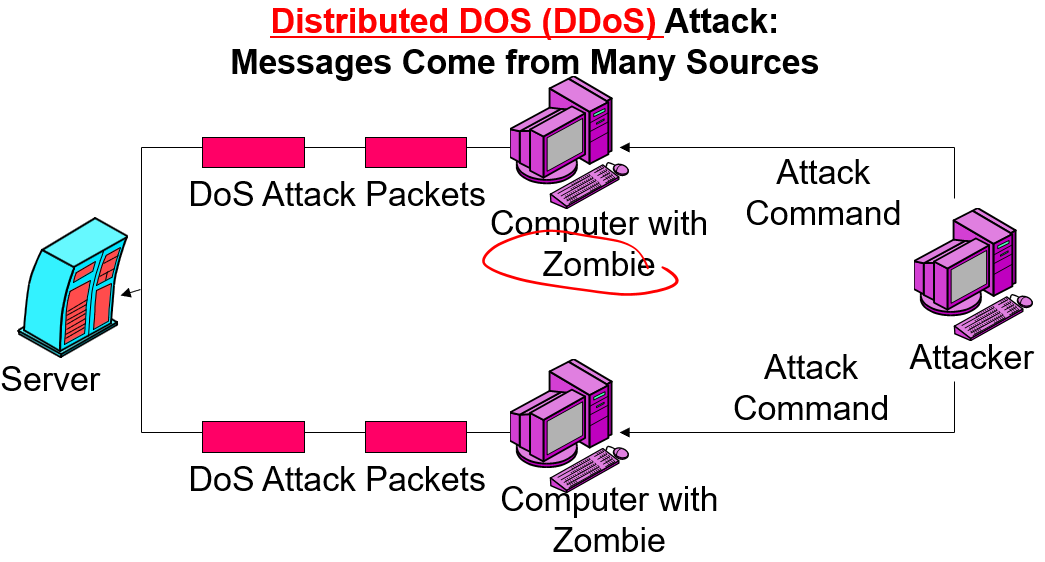 Distributed DOS (DDoS) Attack:
Messages Come from Many Sources
DoS Attack Packets
Computer with
Zombie
Attack
Command
Server
Attacker
DoS Attack Packets
Computer with
Zombie
Attack
Command